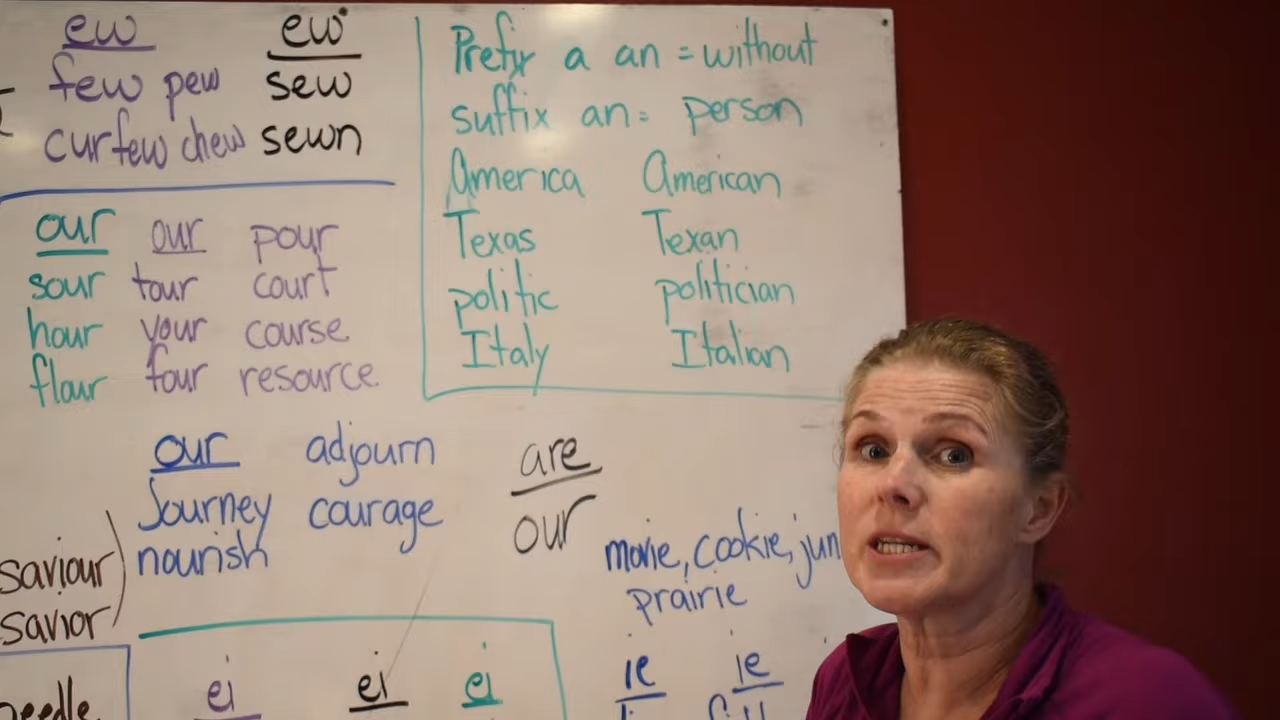 ew ew
few pew sew
curfew chew sewn
Prefix a an = without
suffix an = person
America American
Texas Texan
politic politician
Italy Italian
our our pour
sour tour court
hour your course
flour four resource
our adjourn
Journey courage
nourish
are
our
saviour
savior
movie, cookie, jun
prairie
needle
ei ei ei
ie ie